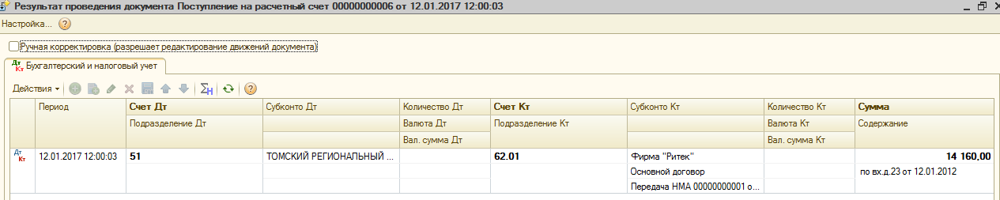 Результат проведения документа Поступление на расчетный счет 00000000006 от 12.01.2017 12:00:03
Настройка...
Ручная корректировка (разрешает редактирование движений документа)
Дт Кт Бухгалтерский и налоговый учет
Действия
Период Счет Дт Субконто Дт Количество Дт Счет Кт Субконто Кт Количество Кт Сумма
Подразделение Дт Валюта Дт Подразделение Кт Валюта Кт Содержание
Вал. сумма Дт Вал. сумма Кт
Дт Кт 12.01.2017 12:00:03 51 ТОМСКИЙ РЕГИОНАЛЬНЫЙ ... 62.01 Фирма "Ритек" 14 160,00
Основной договор по вх.д.23 от 12.01.2012
Передача НМА 00000000001 о...